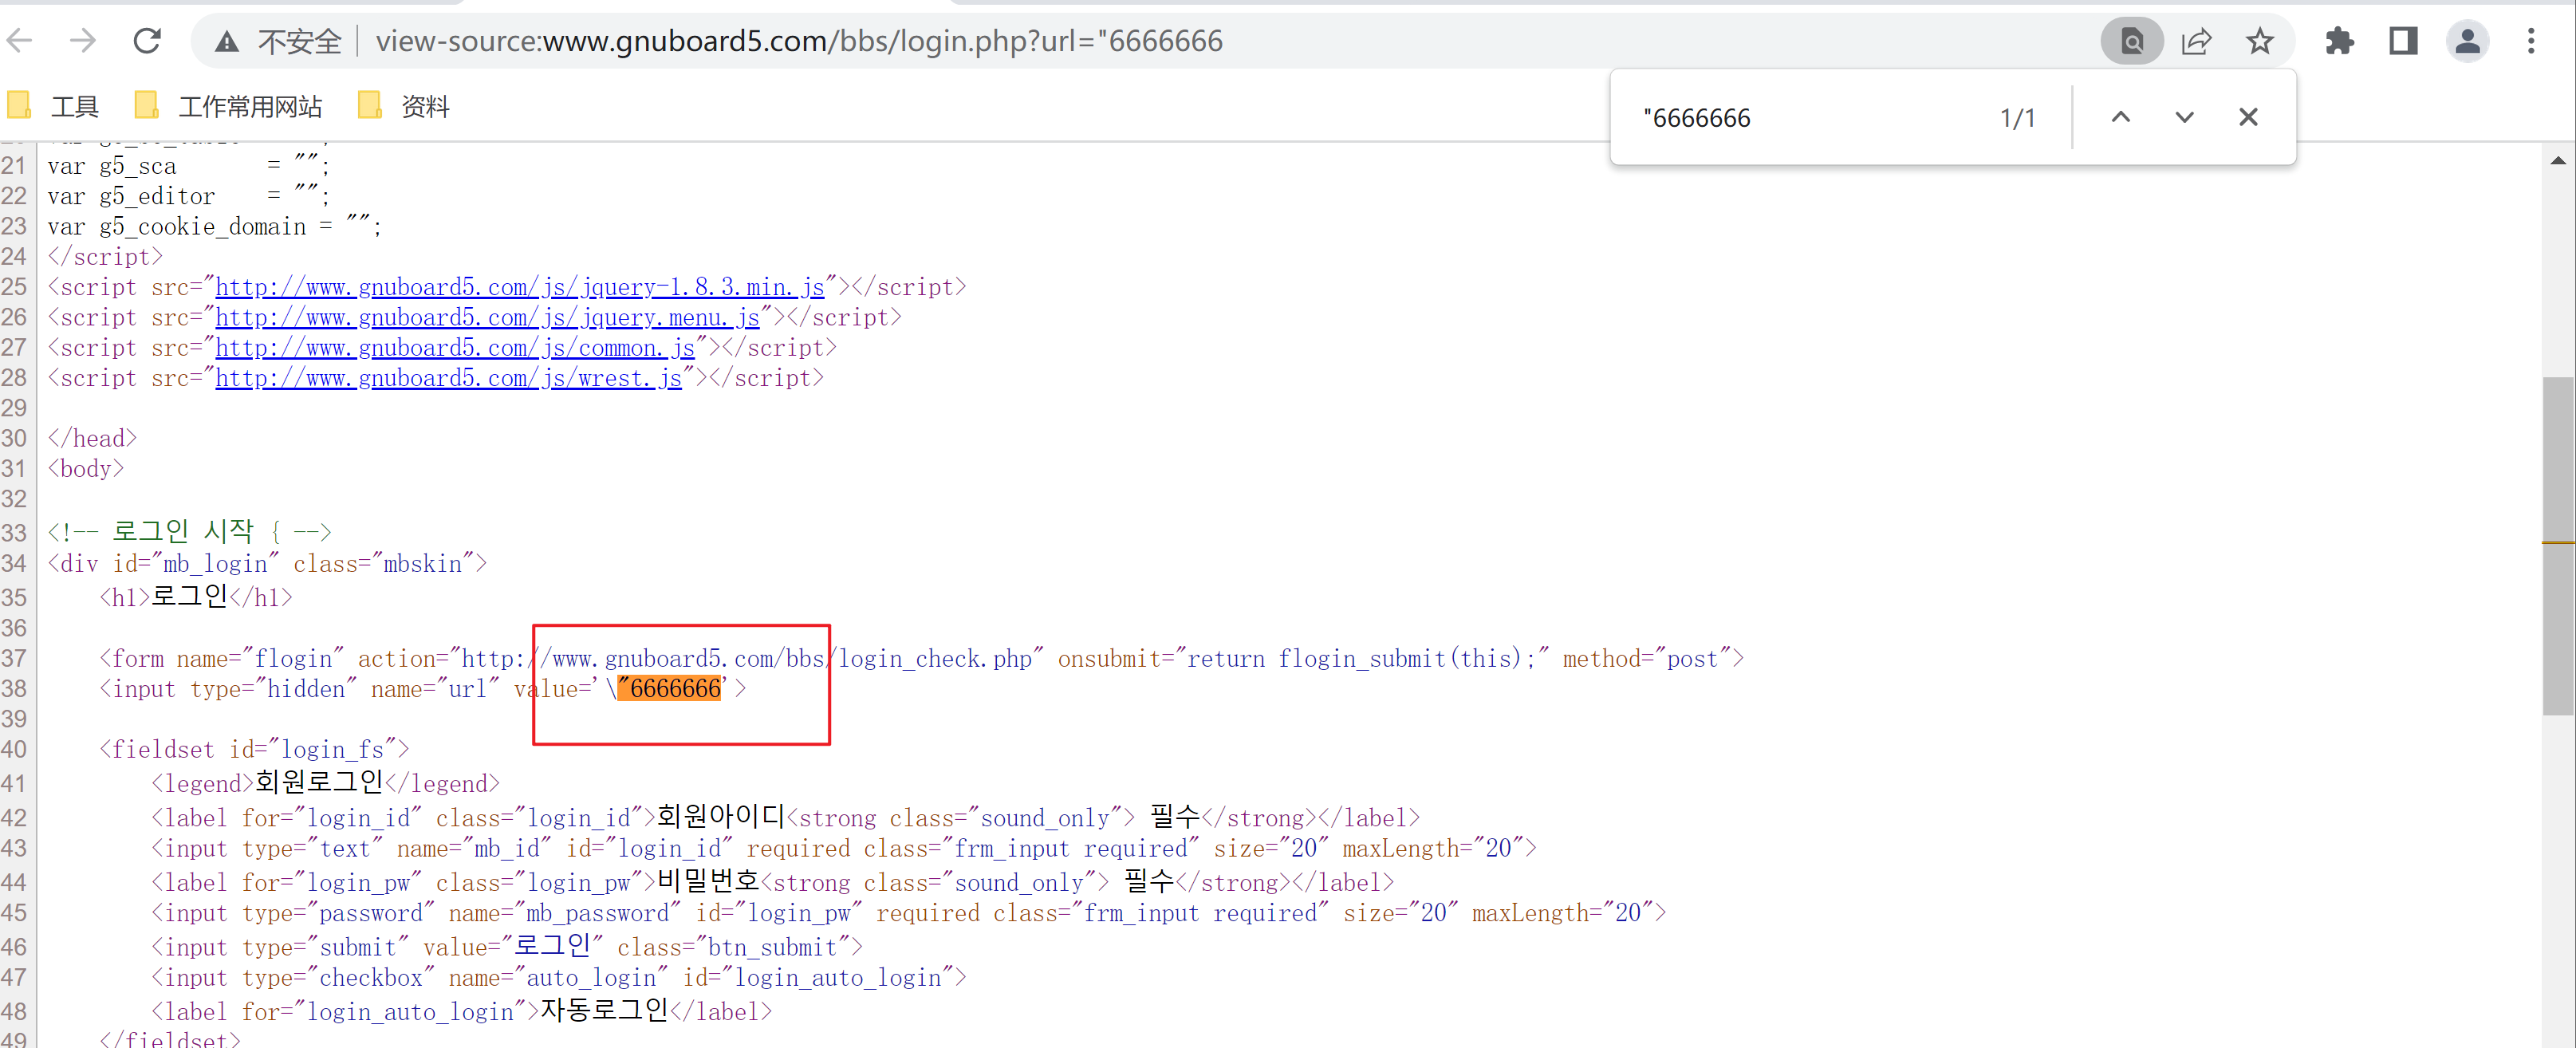 不安全 view-source:www.gnuboard5.com/bbs/login.php?url="6666666
工具 工作常用网站 资料
"6666666 1/1
21 var g5_sca       = "";
22 var g5_editor    = "";
23 var g5_cookie_domain = "";
24 </script>
25 <script src="http://www.gnuboard5.com/js/jquery-1.8.3.min.js"></script>
26 <script src="http://www.gnuboard5.com/js/jquery.menu.js"></script>
27 <script src="http://www.gnuboard5.com/js/common.js"></script>
28 <script src="http://www.gnuboard5.com/js/wrest.js"></script>
29
30 </head>
31 <body>
32
33 <!-- 로그인 시작 { -->
34 <div id="mb_login" class="mbskin">
35     <h1>로그인</h1>
36
37     <form name="flogin" action="http://www.gnuboard5.com/bbs/login_check.php" onsubmit="return flogin_submit(this);" method="post">
38     <input type="hidden" name="url" value='\"6666666'>
39
40     <fieldset id="login_fs">
41         <legend>회원로그인</legend>
42         <label for="login_id" class="login_id">회원아이디<strong class="sound_only"> 필수</strong></label>
43         <input type="text" name="mb_id" id="login_id" required class="frm_input required" size="20" maxLength="20">
44         <label for="login_pw" class="login_pw">비밀번호<strong class="sound_only"> 필수</strong></label>
45         <input type="password" name="mb_password" id="login_pw" required class="frm_input required" size="20" maxLength="20">
46         <input type="submit" value="로그인" class="btn_submit">
47         <input type="checkbox" name="auto_login" id="login_auto_login">
48         <label for="login_auto_login">자동로그인</label>
49     </fieldset>